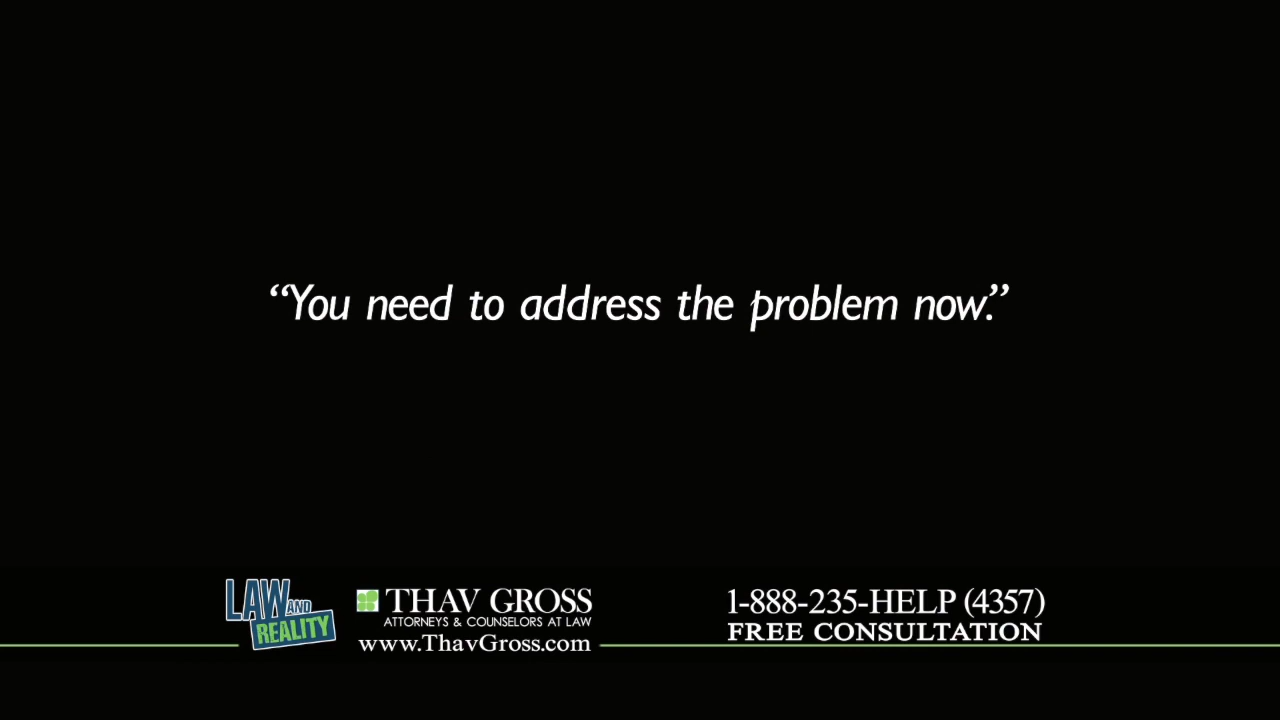 “You need to address the problem now.”
LAW AND
REALITY
THAV GROSS
ATTORNEYS & COUNSELORS AT LAW
www.ThavGross.com
1-888-235-HELP (4357)
FREE CONSULTATION